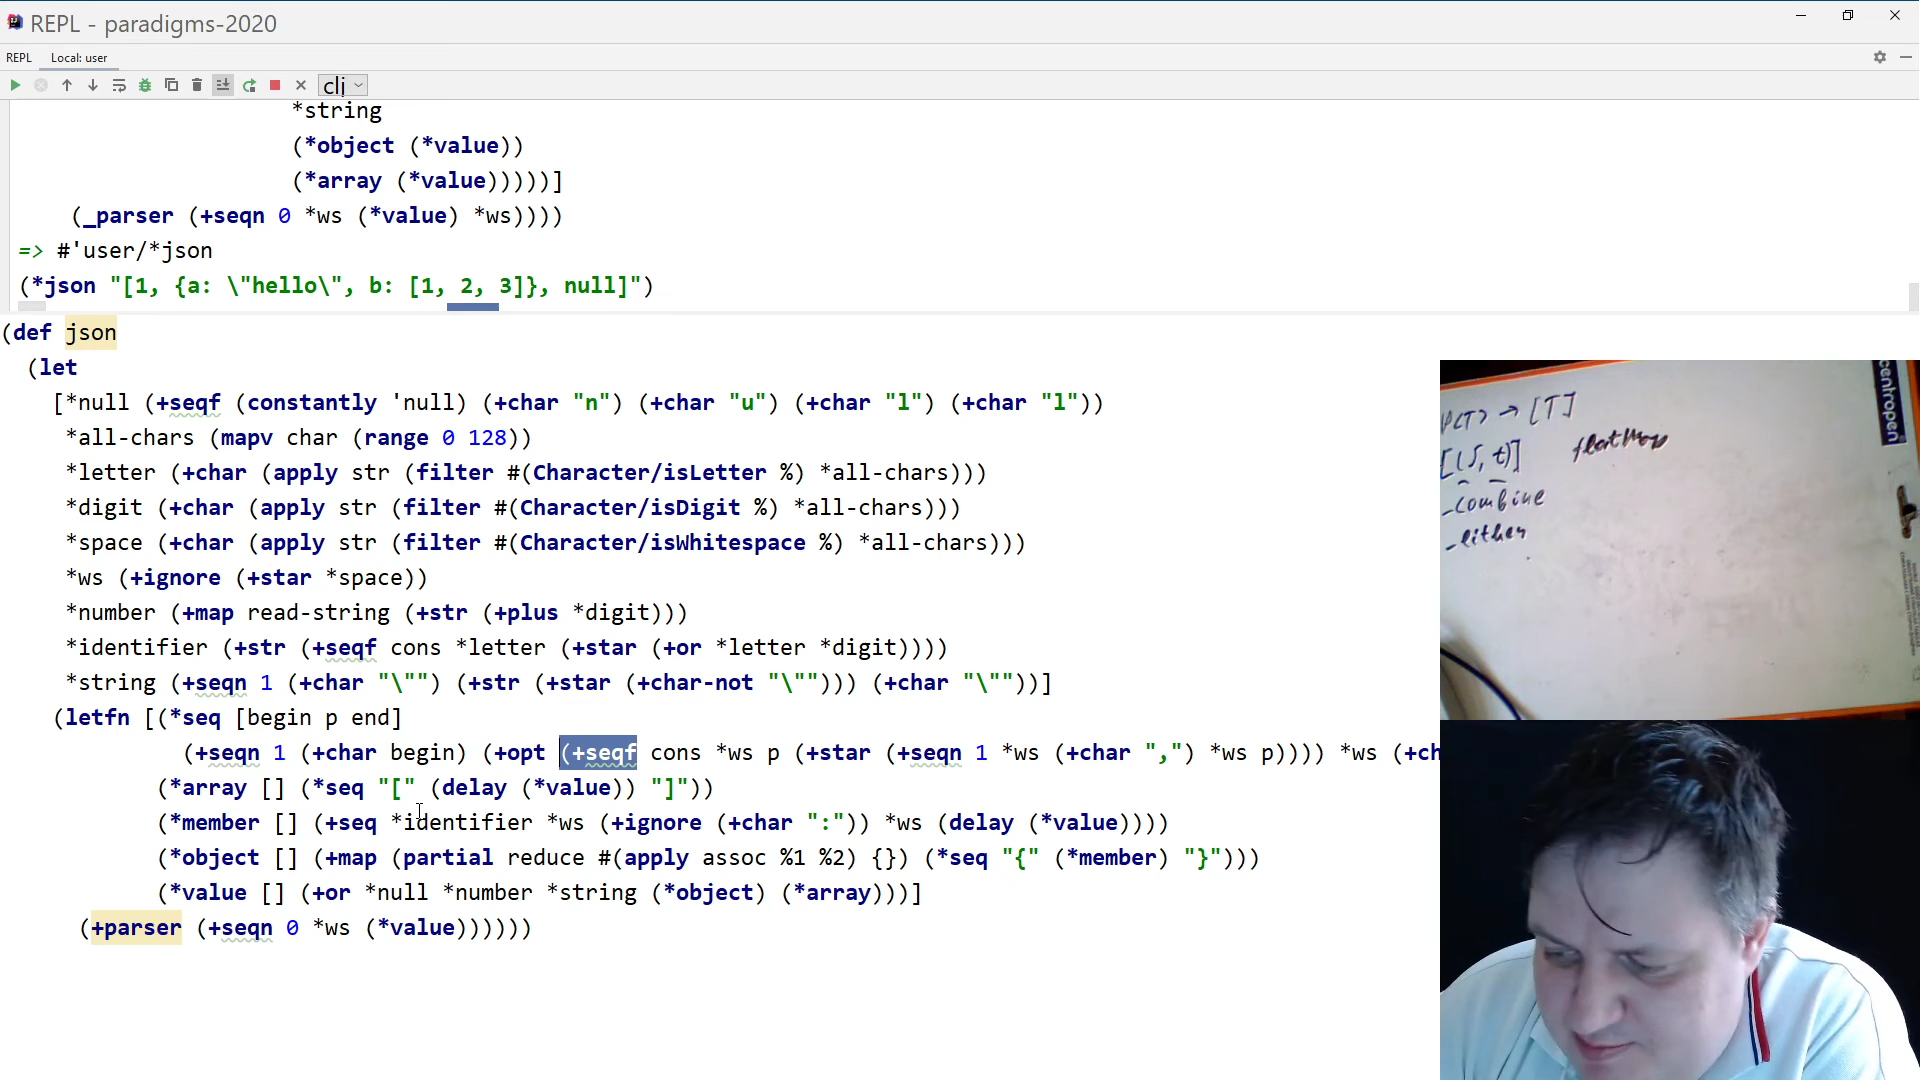 REPL - paradigms-2020
REPL Local: user
clj
*string
(*object (*value))
(*array (*value)))))]
(_parser (+seqn 0 *ws (*value) *ws))))
=> #'user/*json
(*json "[1, {a: \"hello\", b: [1, 2, 3]}, null]")
(def json
(let
[*null (+seqf (constantly 'null) (+char "n") (+char "u") (+char "l") (+char "l"))
*all-chars (mapv char (range 0 128))
*letter (+char (apply str (filter #(Character/isLetter %) *all-chars)))
*digit (+char (apply str (filter #(Character/isDigit %) *all-chars)))
*space (+char (apply str (filter #(Character/isWhitespace %) *all-chars)))
*ws (+ignore (+star *space))
*number (+map read-string (+str (+plus *digit)))
*identifier (+str (+seqf cons *letter (+star (+or *letter *digit))))
*string (+seqn 1 (+char "\"") (+str (+star (+char-not "\""))) (+char "\""))]
(letfn [(*seq [begin p end]
(+seqn 1 (+char begin) (+opt (+seqf cons *ws p (+star (+seqn 1 *ws (+char ",") *ws p)))) *ws (+ch
(*array [] (*seq "[" (delay (*value)) "]"))
(*member [] (+seq *identifier *ws (+ignore (+char ":")) *ws (delay (*value))))
(*object [] (+map (partial reduce #(apply assoc %1 %2) {}) (*seq "{" (*member) "}")))
(*value [] (+or *null *number *string (*object) (*array)))]
(+parser (+seqn 0 *ws (*value))))))
centropen
P(T) → [T]
[(S, t)] flatMap
_combine
_either